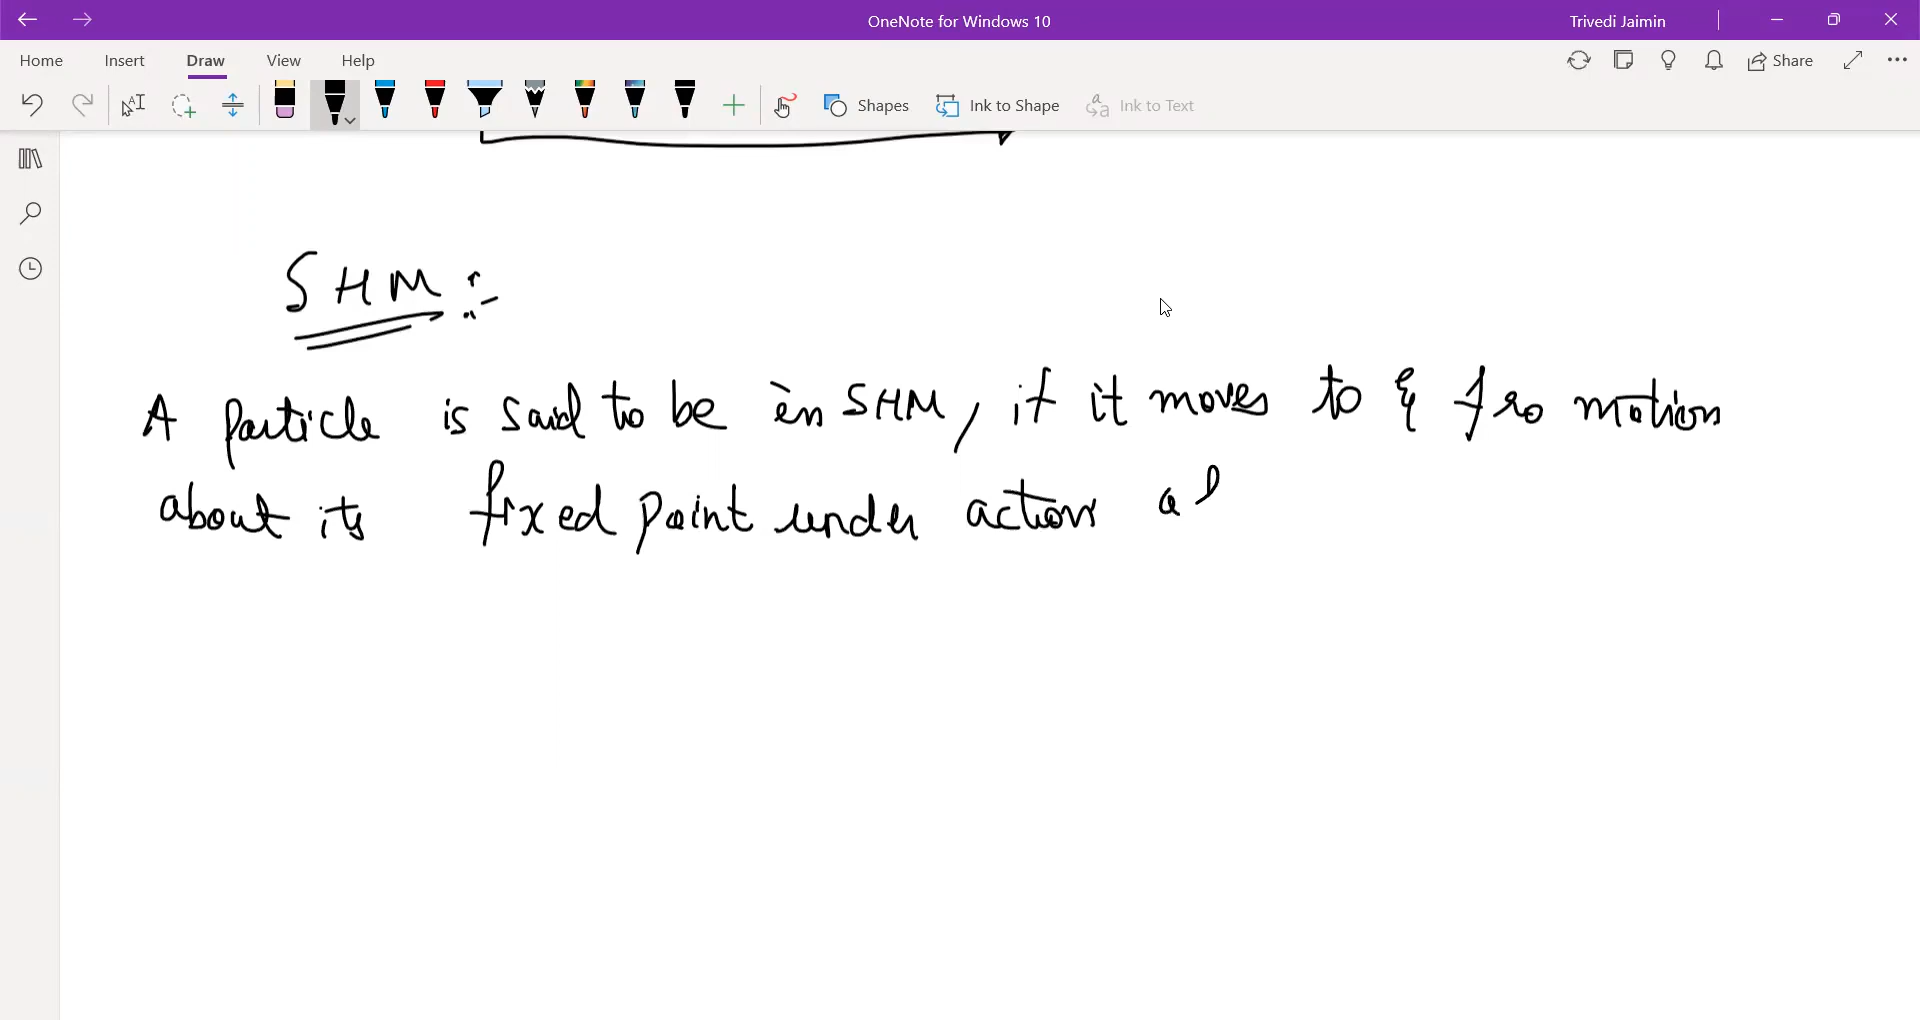 OneNote for Windows 10
Trivedi Jaimin
Home Insert Draw View Help
Share
Shapes Ink to Shape Ink to Text
SHM :-
A particle is said to be in SHM, if it moves to & fro motion
about its fixed point under action of